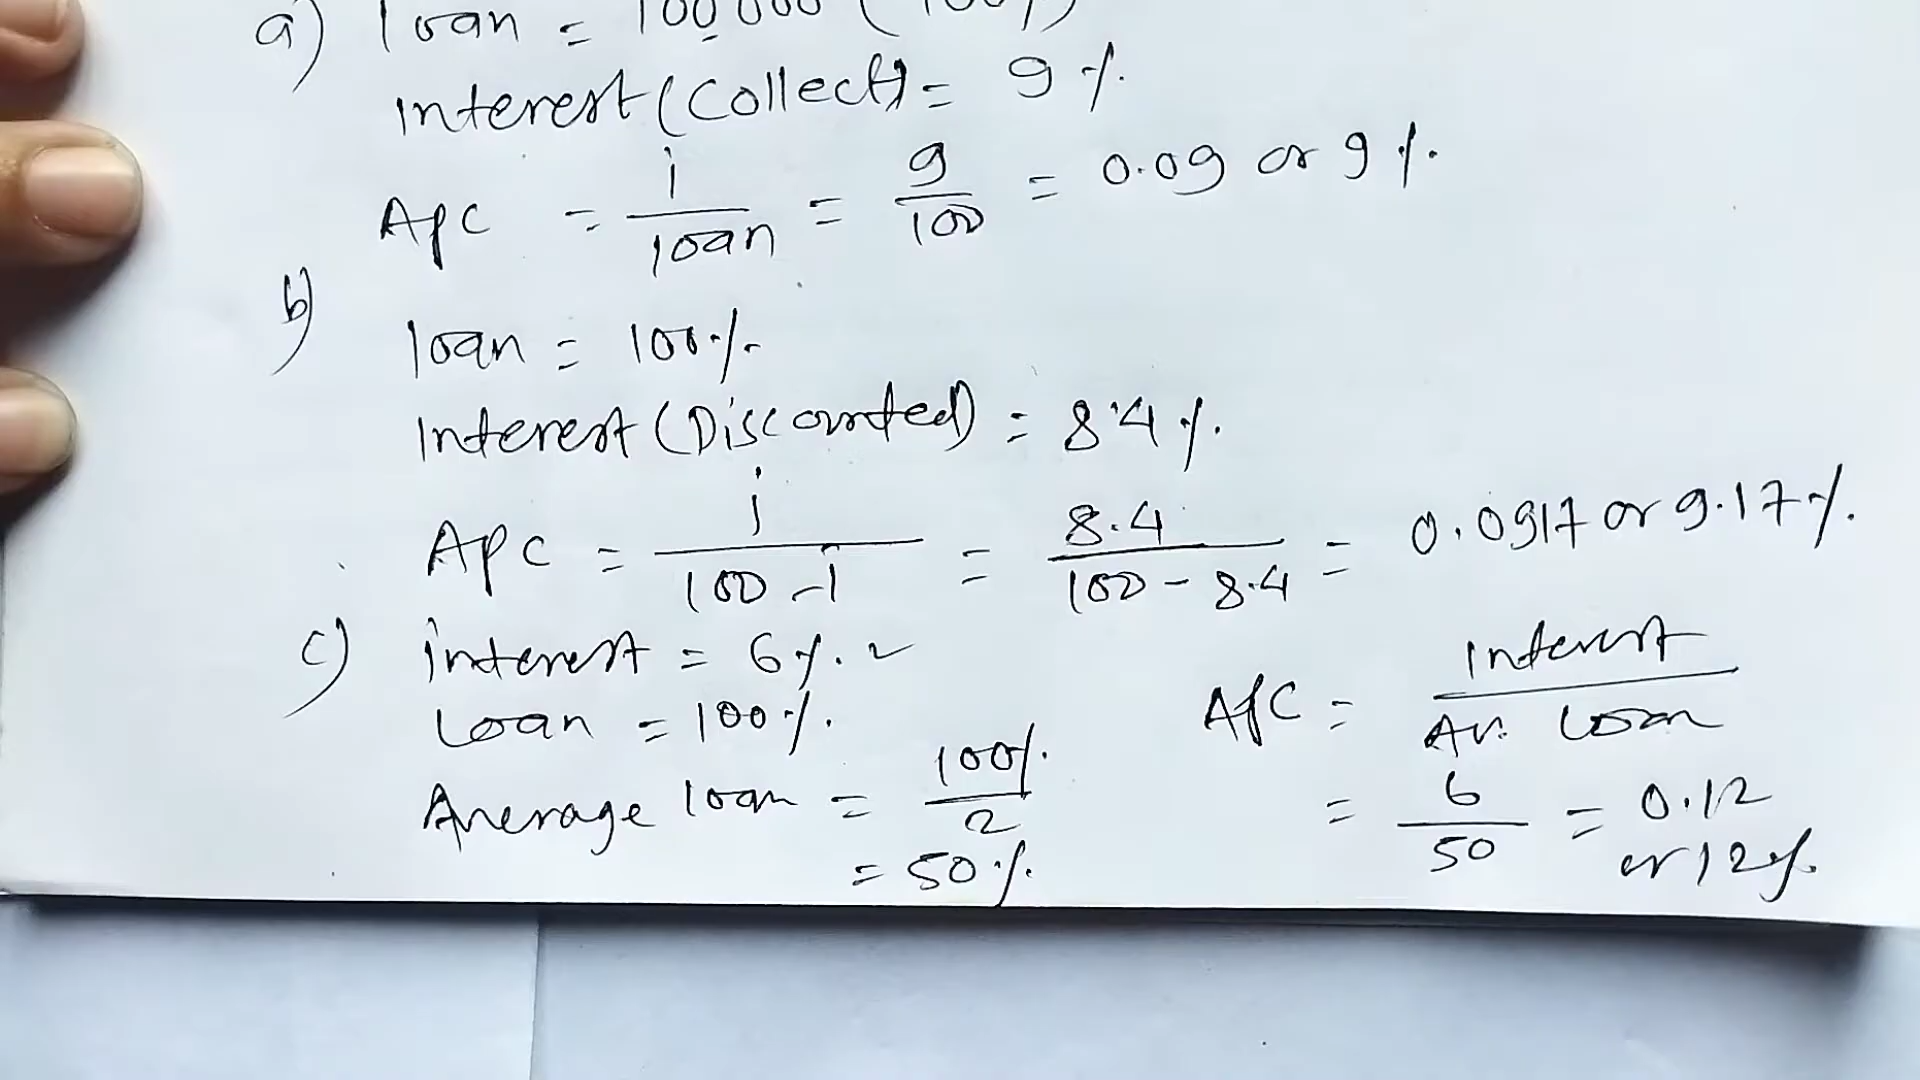 a) loan = 100,000 (100%)
Interest (Collect) = 9%
Apc = i/loan = 9/100 = 0.09 or 9%.
b)
loan = 100%
Interest (Discounted) = 8.4%.
Apc = i/100-i = 8.4/100-8.4 = 0.0917 or 9.17%.
c) interest = 6%.
Loan = 100%.
Average loan = 100%/2
= 50%.
APC = Interest/Av. Loan
= 6/50 = 0.12
or 12%.